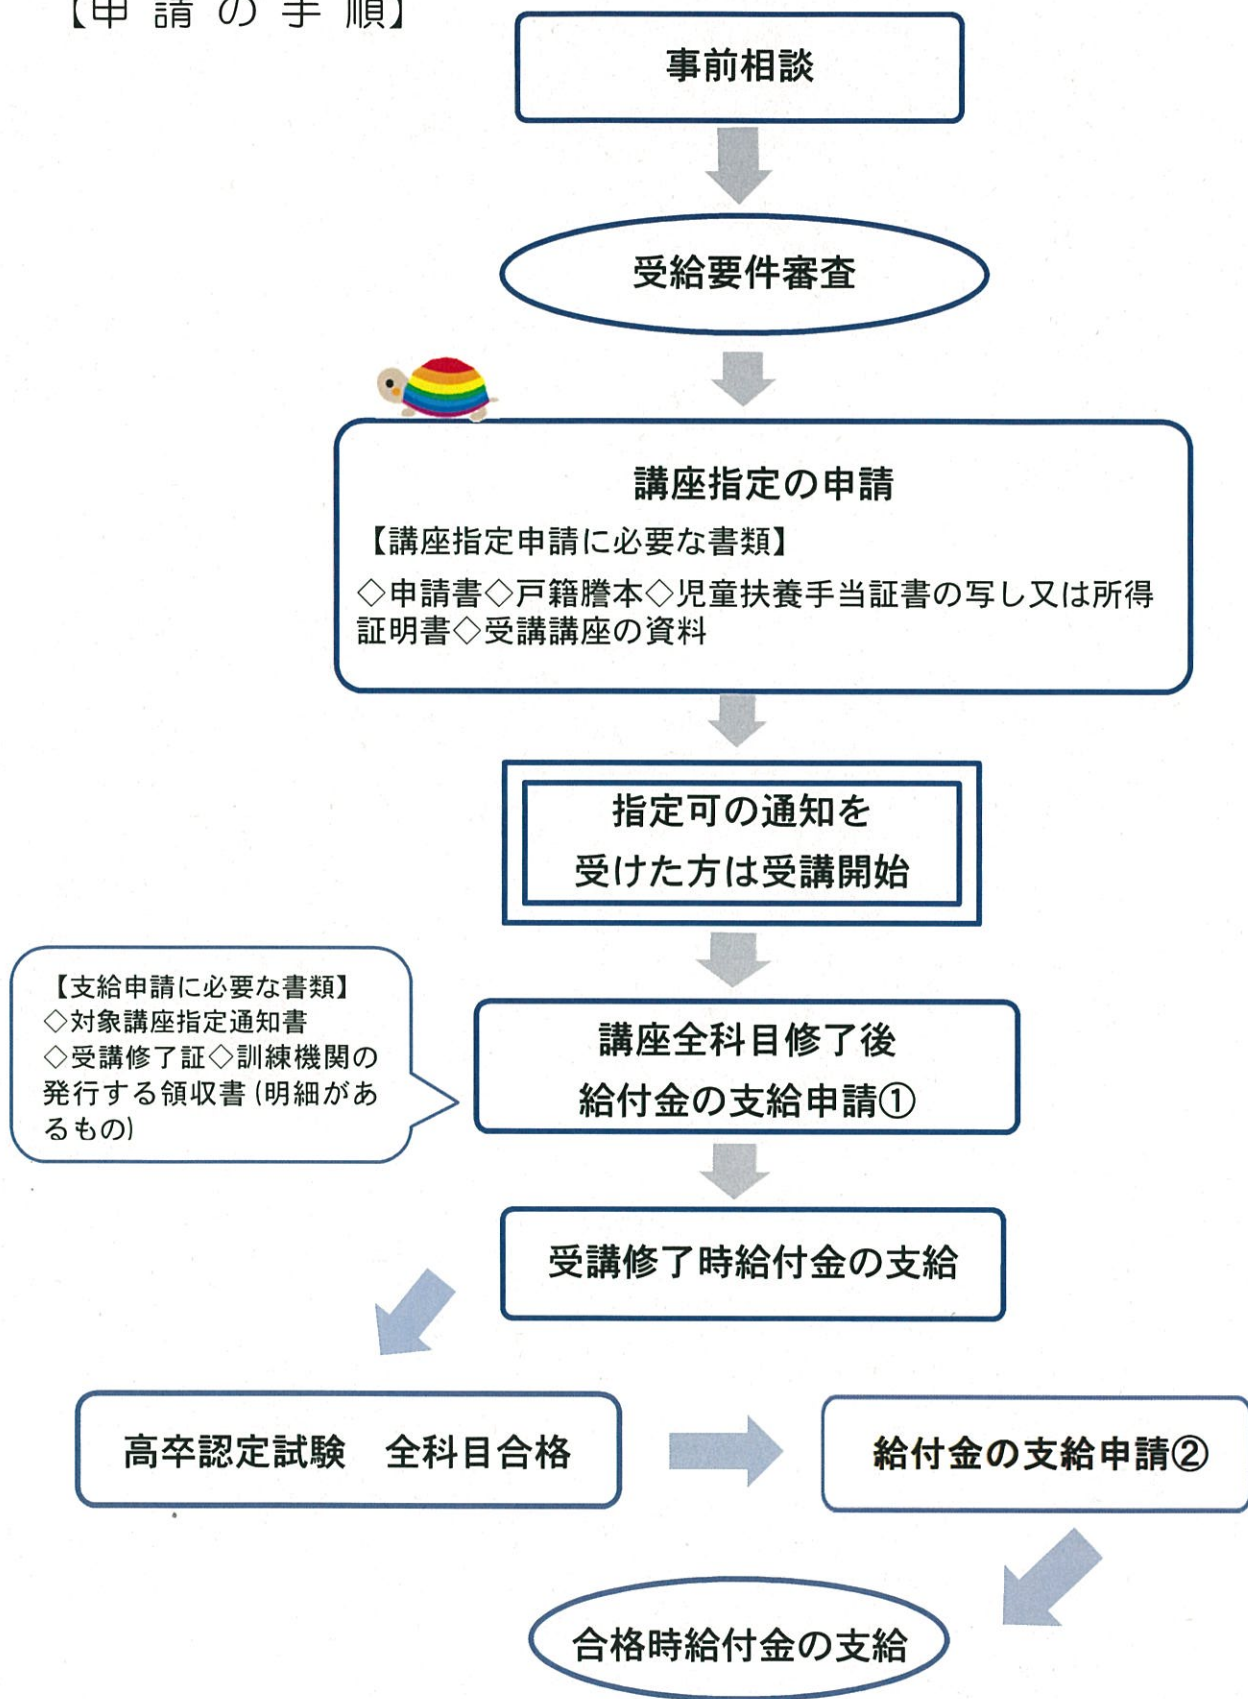 【申請の手順】
事前相談
受給要件審査
講座指定の申請
【講座指定申請に必要な書類】
◇申請書◇戸籍謄本◇児童扶養手当証書の写し又は所得
証明書◇受講講座の資料
指定可の通知を
受けた方は受講開始
【支給申請に必要な書類】
◇対象講座指定通知書
◇受講修了証◇訓練機関の
発行する領収書(明細があ
るもの)
講座全科目修了後
給付金の支給申請①
受講修了時給付金の支給
高卒認定試験　全科目合格
給付金の支給申請②
合格時給付金の支給